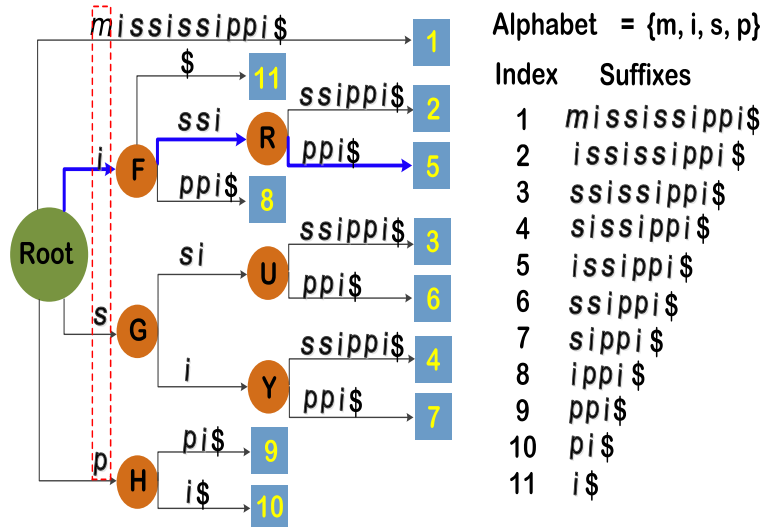 mississippi$
1
$
11
ssi
R
ssippi$
2
i
F
ppi$
5
ppi$
8
Root
si
U
ssippi$
3
ppi$
6
s
G
i
Y
ssippi$
4
ppi$
7
p
H
pi$
9
i$
10
Alphabet = {m, i, s, p}
Index Suffixes
1 mississippi$
2 ississippi$
3 ssissippi$
4 sissippi$
5 issippi$
6 ssippi$
7 sippi$
8 ippi$
9 ppi$
10 pi$
11 i$